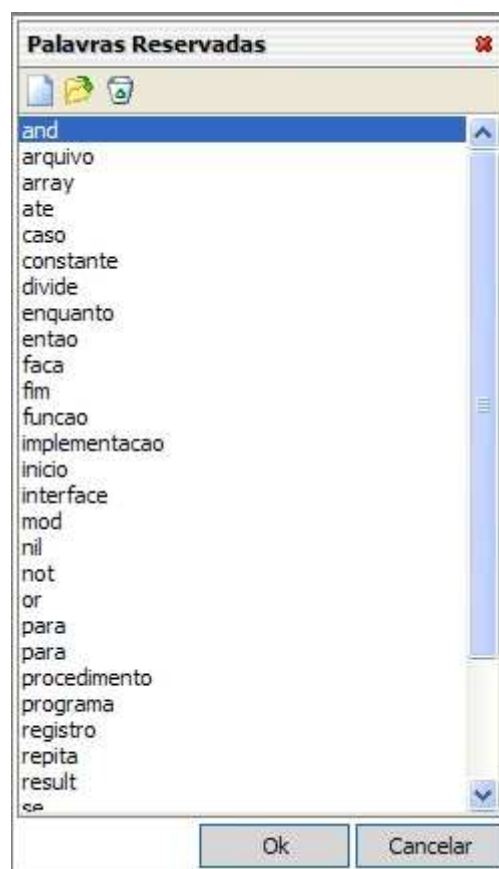 Palavras Reservadas
and
arquivo
array
ate
caso
constante
divide
enquanto
entao
faca
fim
funcao
implementacao
inicio
interface
mod
nil
not
or
para
para
procedimento
programa
registro
repita
result
se
Ok
Cancelar